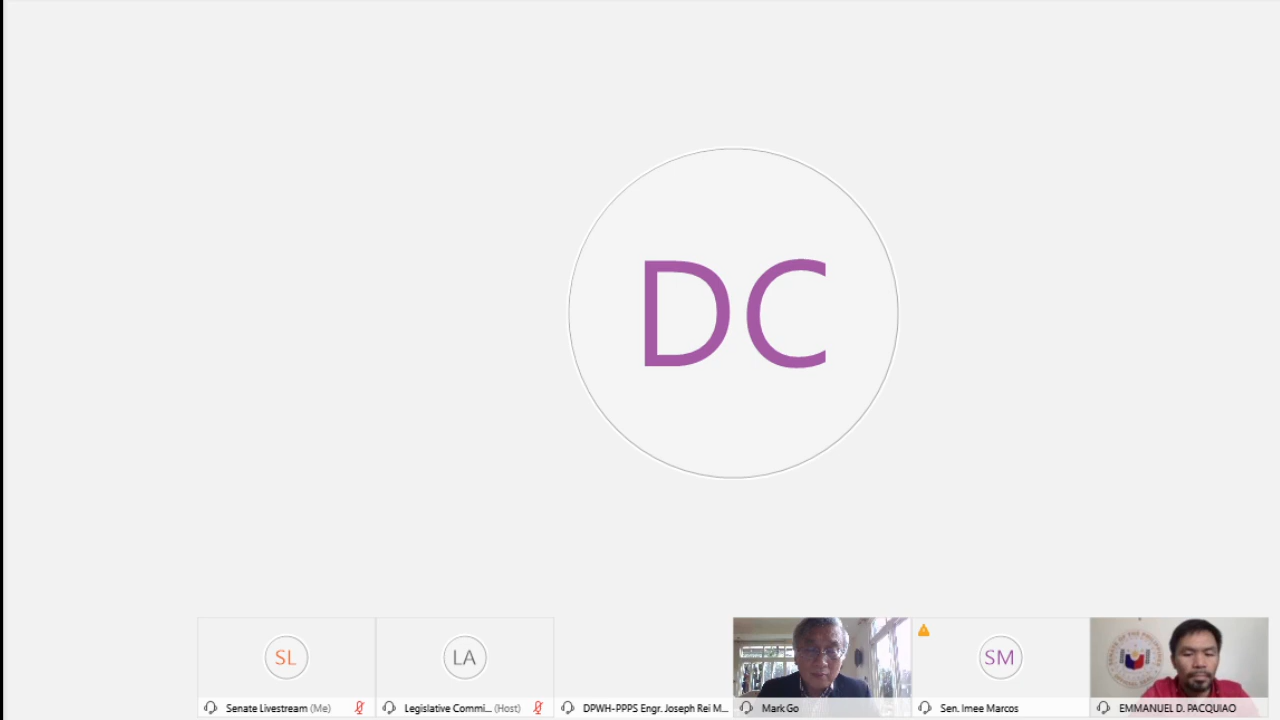 DC
SL
LA
SM
Senate Livestream (Me)
Legislative Commi... (Host)
DPWH-PPPS Engr. Joseph Rei M...
Mark Go
Sen. Imee Marcos
EMMANUEL D. PACQUIAO